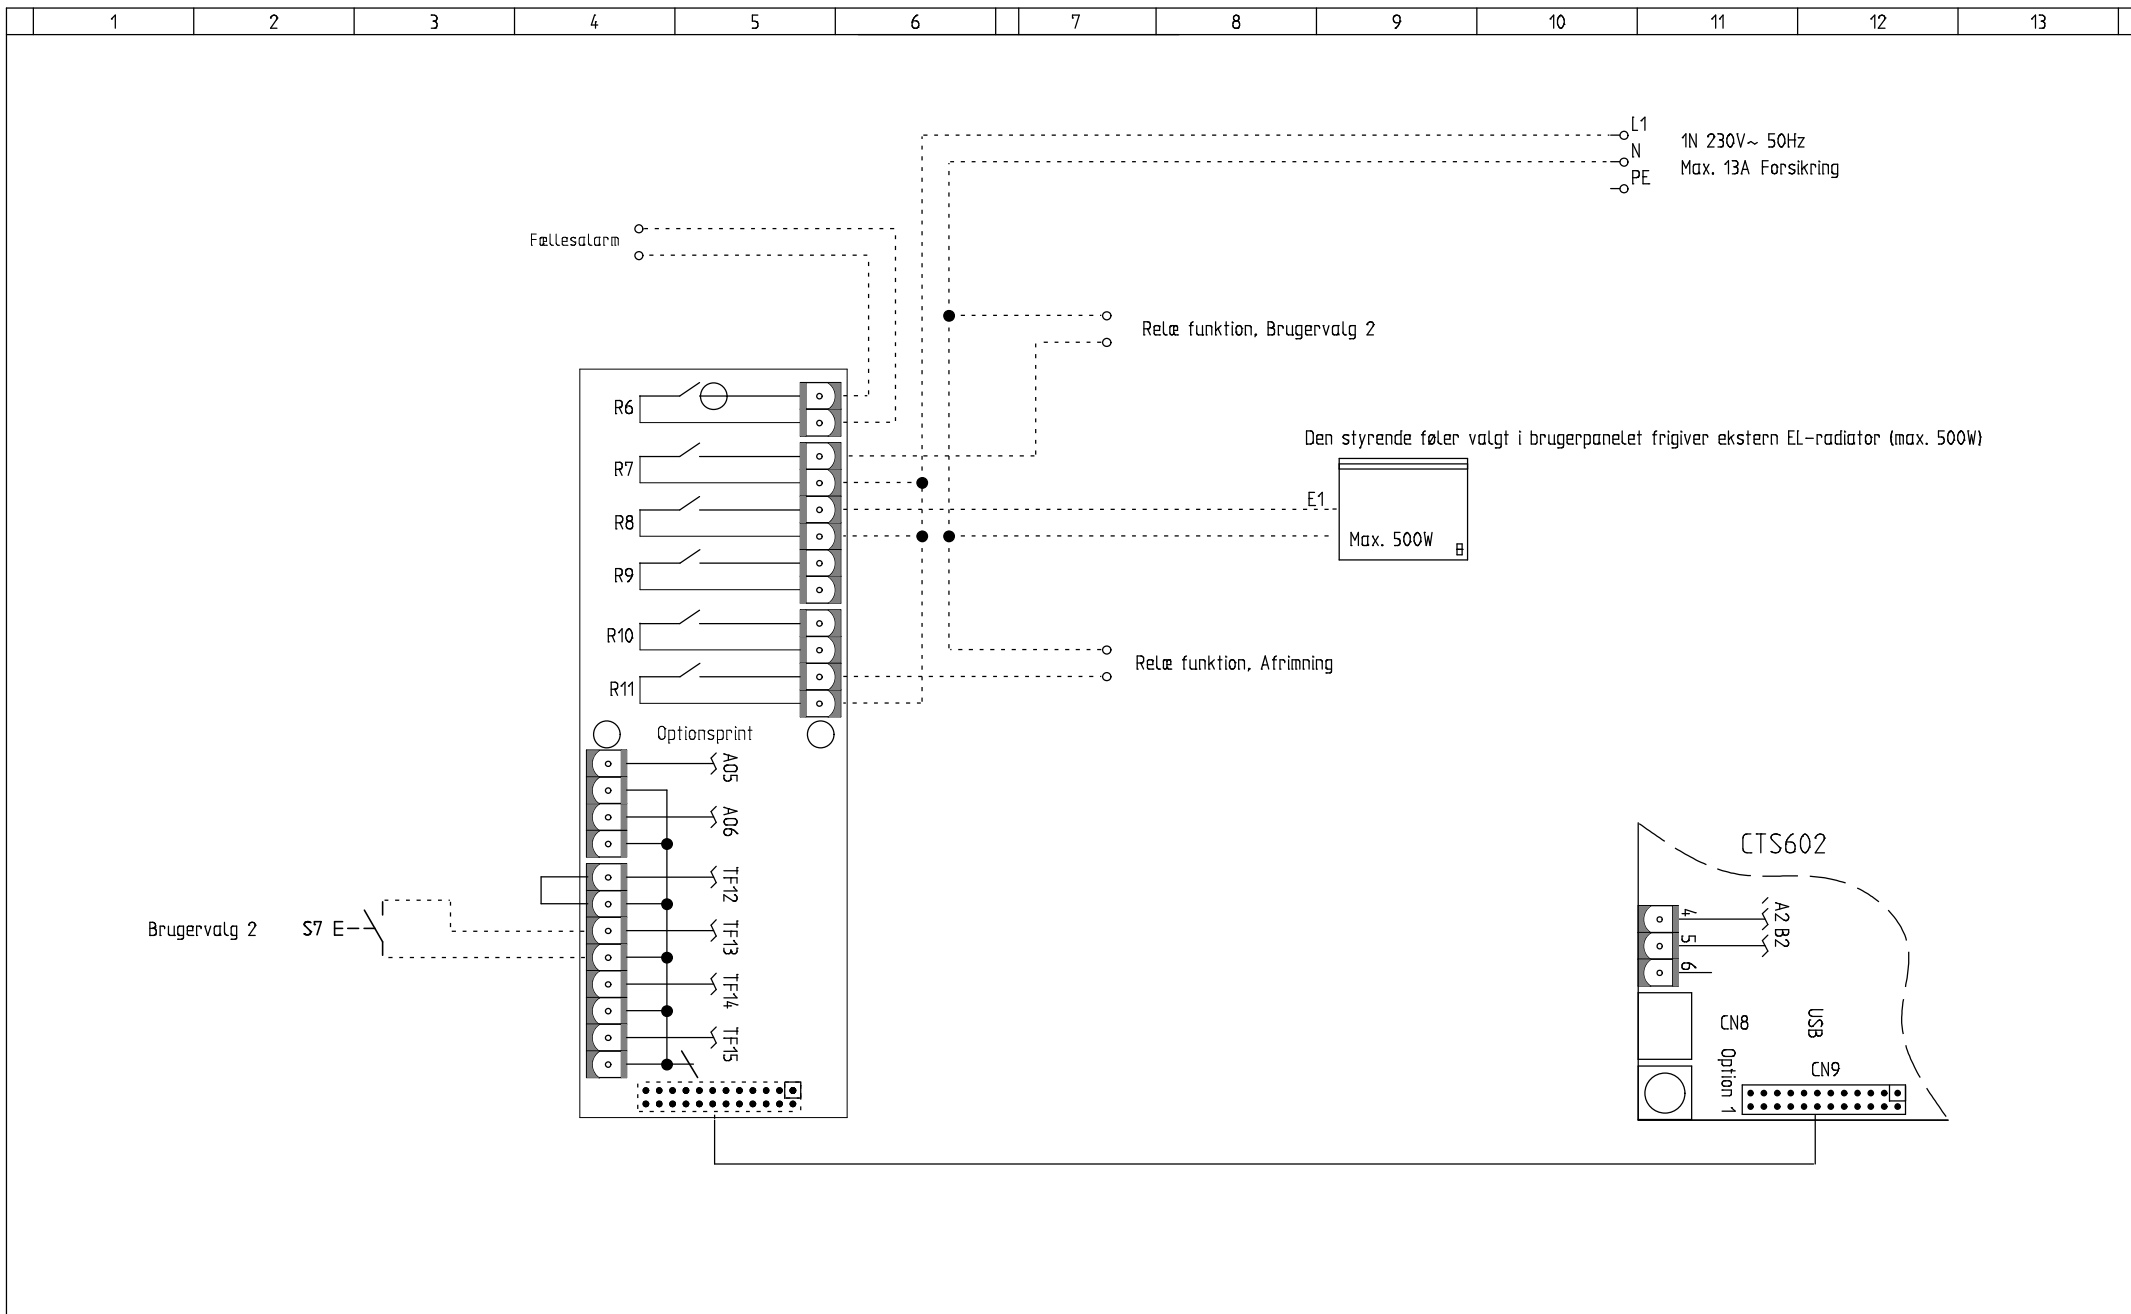 1 2 3 4 5 6 7 8 9 10 11 12 13
L1
N
PE
1N 230V~ 50Hz
Max. 13A Forsikring
Fællesalarm
Relæ funktion, Brugervalg 2
R6
R7
R8
R9
R10
R11
Den styrende føler valgt i brugerpanelet frigiver ekstern EL-radiator (max. 500W)
E1
Max. 500W
Relæ funktion, Afrimning
Optionsprint
A05
A06
TF12
TF13
TF14
TF15
Brugervalg 2
S7 E
CTS602
4
5
6
A2
B2
CN8
USB
Option 1
CN9